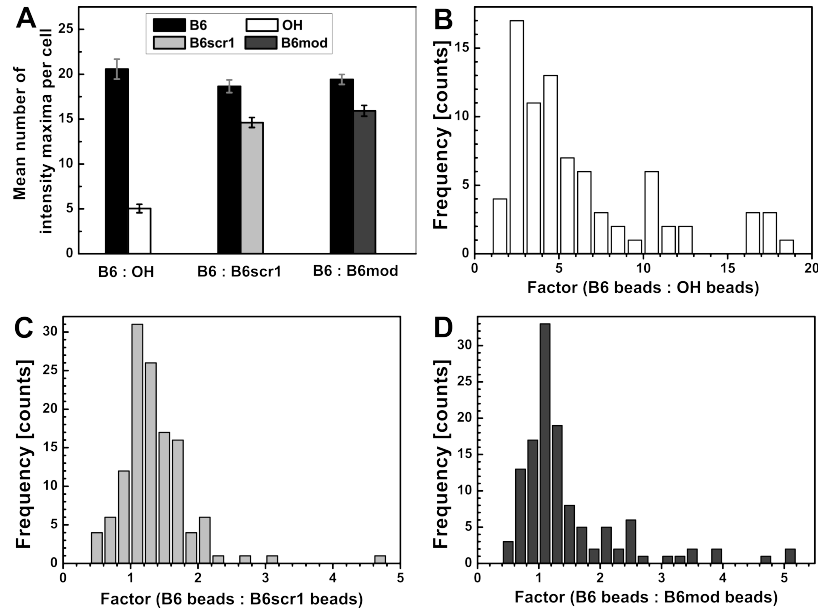 A
B6
OH
B6scr1
B6mod
Mean number of
intensity maxima per cell
25
20
15
10
5
0
B6 : OH
B6 : B6scr1
B6 : B6mod
B
Frequency [counts]
15
10
5
0
0
5
10
15
20
Factor (B6 beads : OH beads)
C
Frequency [counts]
30
25
20
15
10
5
0
0
1
2
3
4
5
Factor (B6 beads : B6scr1 beads)
D
Frequency [counts]
30
25
20
15
10
5
0
0
1
2
3
4
5
Factor (B6 beads : B6mod beads)